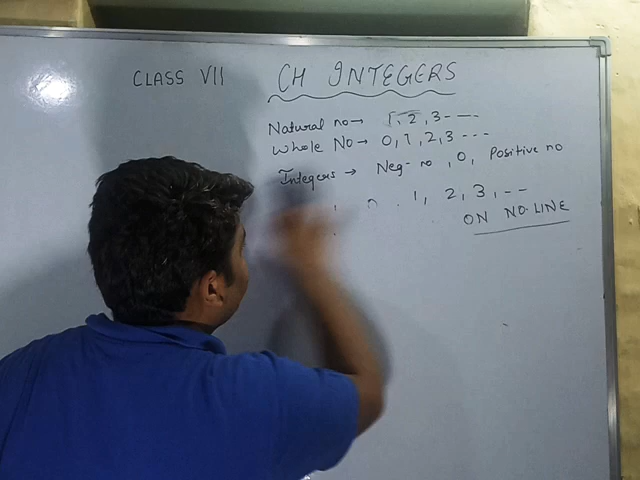 CLASS VII
CH INTEGERS
Natural no→ 1, 2, 3- - --
Whole No→ 0, 1, 2, 3- - -
Integers → Neg- no , 0, Positive no
, 0 , 1, 2, 3, - -
ON NO-LINE